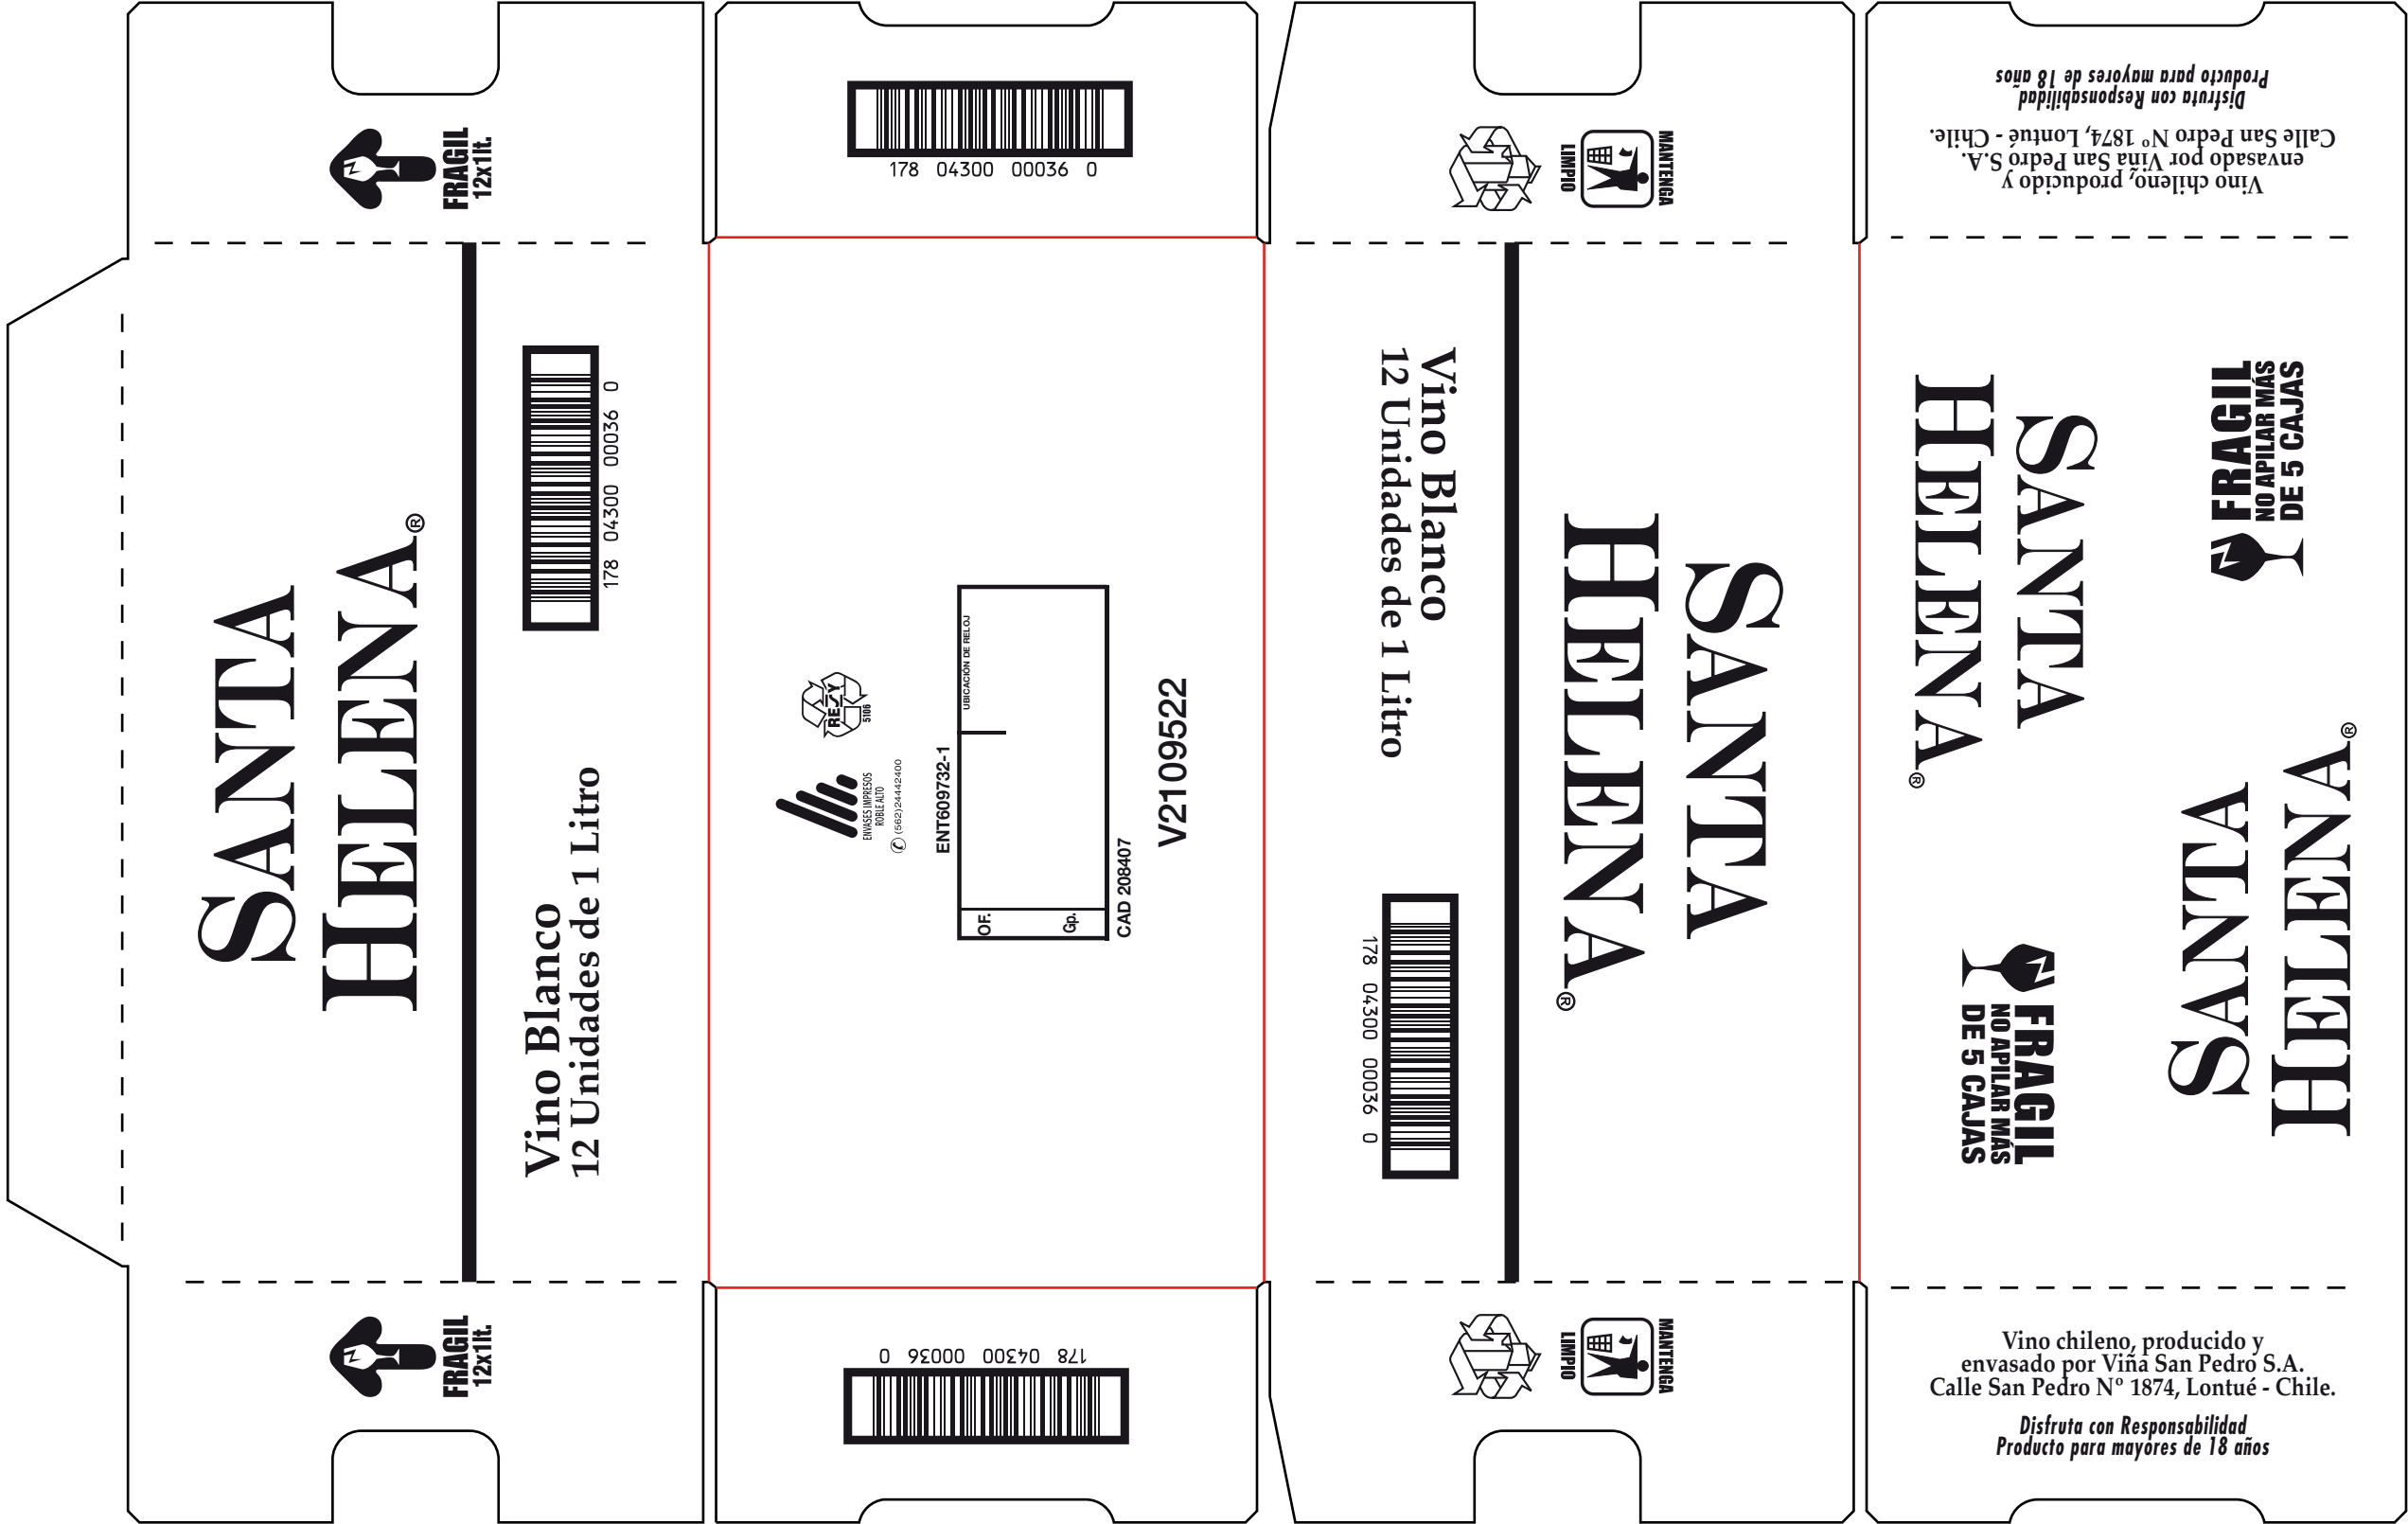 FRAGIL
12x1lt.
SANTA
HELENA®
178 04300 00036 0
Vino Blanco
12 Unidades de 1 Litro
FRAGIL
12x1lt.
178 04300 00036 0
RESY
5106
ENVASES IMPRESOS
ROBLE ALTO
✆ (562)24442400
ENT609732-1
UBICACIÓN DE RELOJ
OF.
Gp.
CAD 208407
V2109522
178 04300 00036 0
MANTENGA
LIMPIO
Vino Blanco
12 Unidades de 1 Litro
SANTA
HELENA®
178 04300 00036 0
MANTENGA
LIMPIO
Vino chileno, producido y
envasado por Viña San Pedro S.A.
Calle San Pedro Nº 1874, Lontué - Chile.
Disfruta con Responsabilidad
Producto para mayores de 18 años
FRAGIL
NO APILAR MÁS
DE 5 CAJAS
SANTA
HELENA®
SANTA
HELENA®
FRAGIL
NO APILAR MÁS
DE 5 CAJAS
Vino chileno, producido y
envasado por Viña San Pedro S.A.
Calle San Pedro Nº 1874, Lontué - Chile.
Disfruta con Responsabilidad
Producto para mayores de 18 años